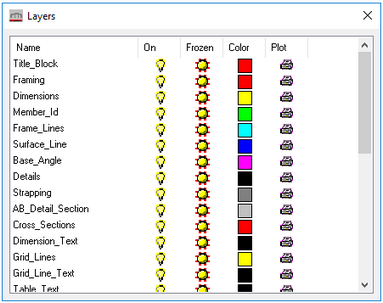 Layers
Name On Frozen Color Plot
Title_Block
Framing
Dimensions
Member_Id
Frame_Lines
Surface_Line
Base_Angle
Details
Strapping
AB_Detail_Section
Cross_Sections
Dimension_Text
Grid_Lines
Grid_Line_Text
Table_Text